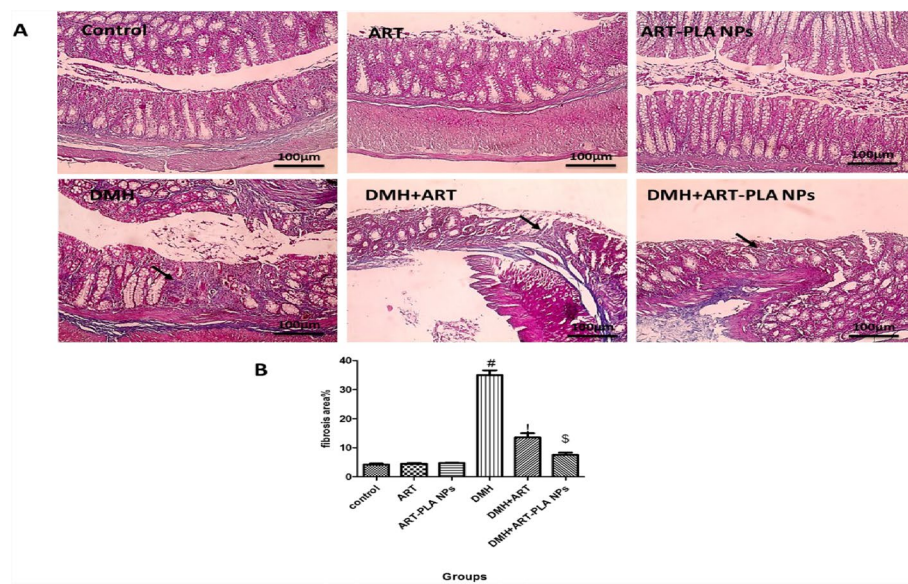 A
Control
ART
ART-PLA NPs
100µm
100µm
100µm
DMH
DMH+ART
DMH+ART-PLA NPs
100µm
100µm
100µm
B
fibrosis area%
40
30
20
10
0
#
!
$
control
ART
ART-PLA NPs
DMH
DMH+ART
DMH+ART-PLA NPs
Groups